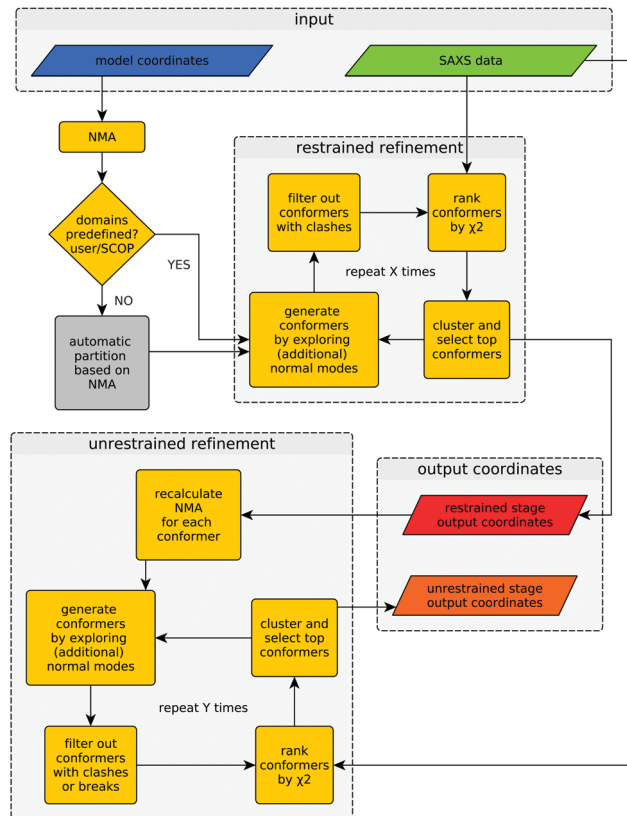 input
model coordinates
SAXS data
NMA
domains
predefined?
user/SCOP
YES
NO
automatic
partition
based on
NMA
restrained refinement
filter out
conformers
with clashes
rank
conformers
by χ2
repeat X times
generate
conformers
by exploring
(additional)
normal modes
cluster and
select top
conformers
unrestrained refinement
recalculate
NMA
for each
conformer
generate
conformers
by exploring
(additional)
normal modes
cluster and
select top
conformers
repeat Y times
filter out
conformers
with clashes
or breaks
rank
conformers
by χ2
output coordinates
restrained stage
output coordinates
unrestrained stage
output coordinates